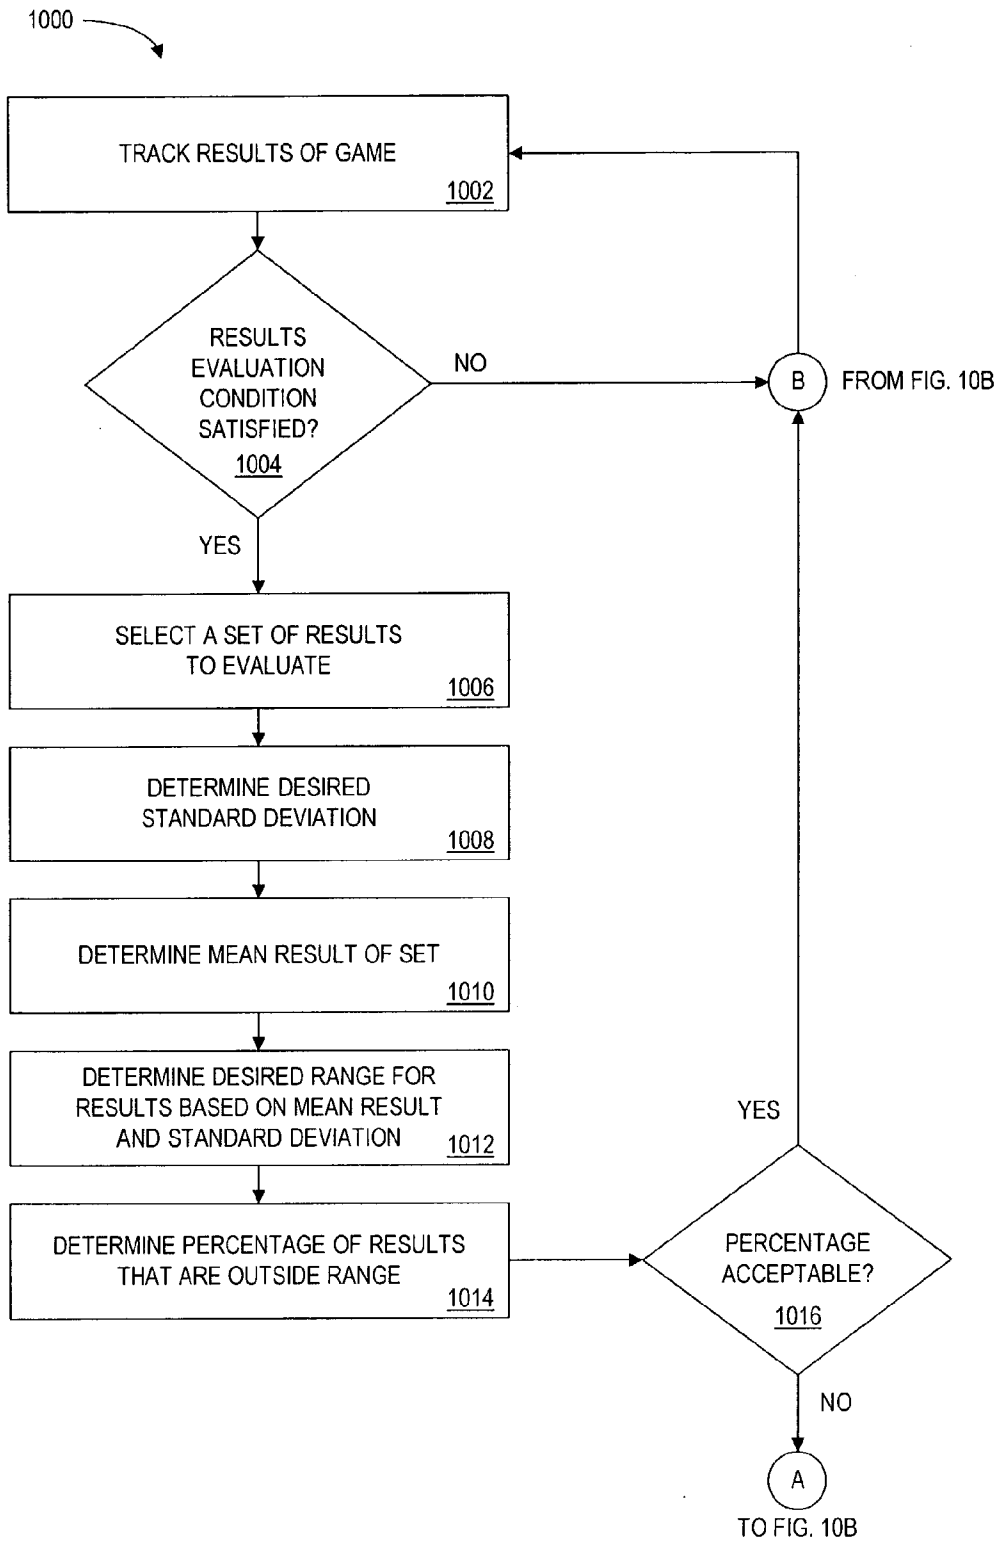 1000
TRACK RESULTS OF GAME
1002
RESULTS
EVALUATION
CONDITION
SATISFIED?
1004
NO
B
FROM FIG. 10B
YES
SELECT A SET OF RESULTS
TO EVALUATE
1006
DETERMINE DESIRED
STANDARD DEVIATION
1008
DETERMINE MEAN RESULT OF SET
1010
DETERMINE DESIRED RANGE FOR
RESULTS BASED ON MEAN RESULT
AND STANDARD DEVIATION
1012
DETERMINE PERCENTAGE OF RESULTS
THAT ARE OUTSIDE RANGE
1014
YES
PERCENTAGE
ACCEPTABLE?
1016
NO
A
TO FIG. 10B